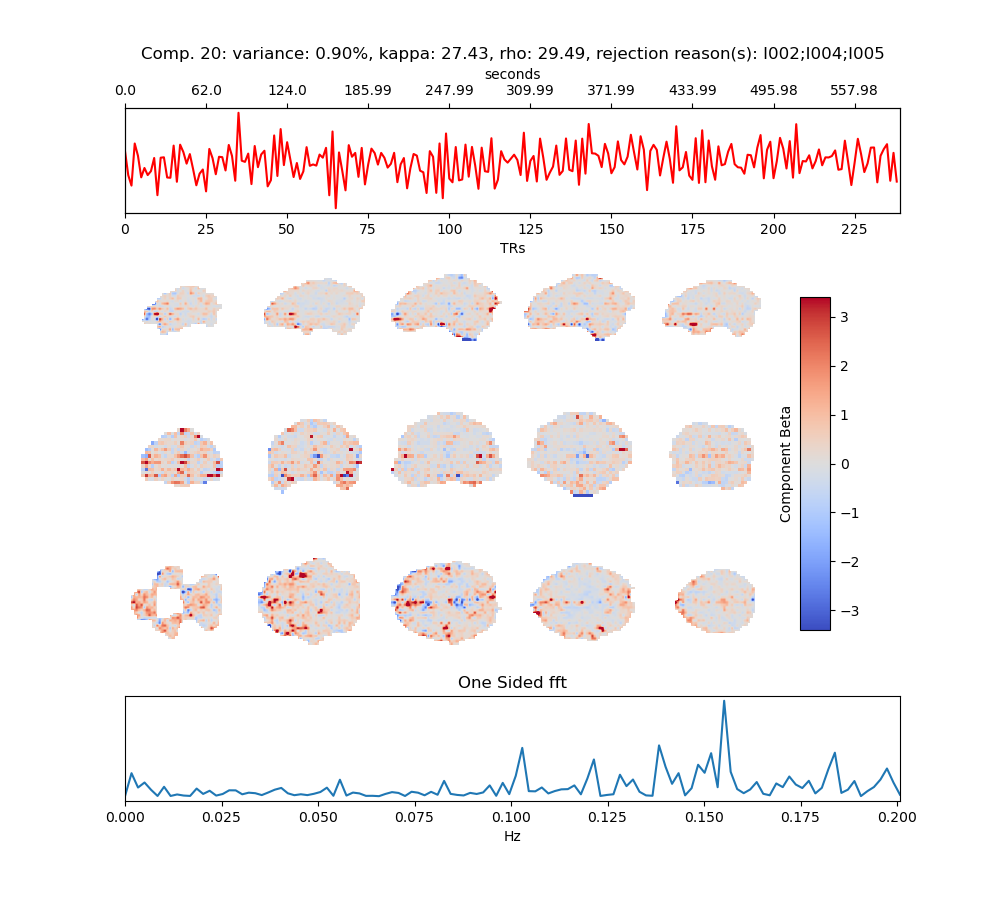 Comp. 20: variance: 0.90%, kappa: 27.43, rho: 29.49, rejection reason(s): I002;I004;I005
seconds
0.0 62.0 124.0 185.99 247.99 309.99 371.99 433.99 495.98 557.98
0 25 50 75 100 125 150 175 200 225
TRs
3
2
1
0
−1
−2
−3
Component Beta
One Sided fft
0.000 0.025 0.050 0.075 0.100 0.125 0.150 0.175 0.200
Hz